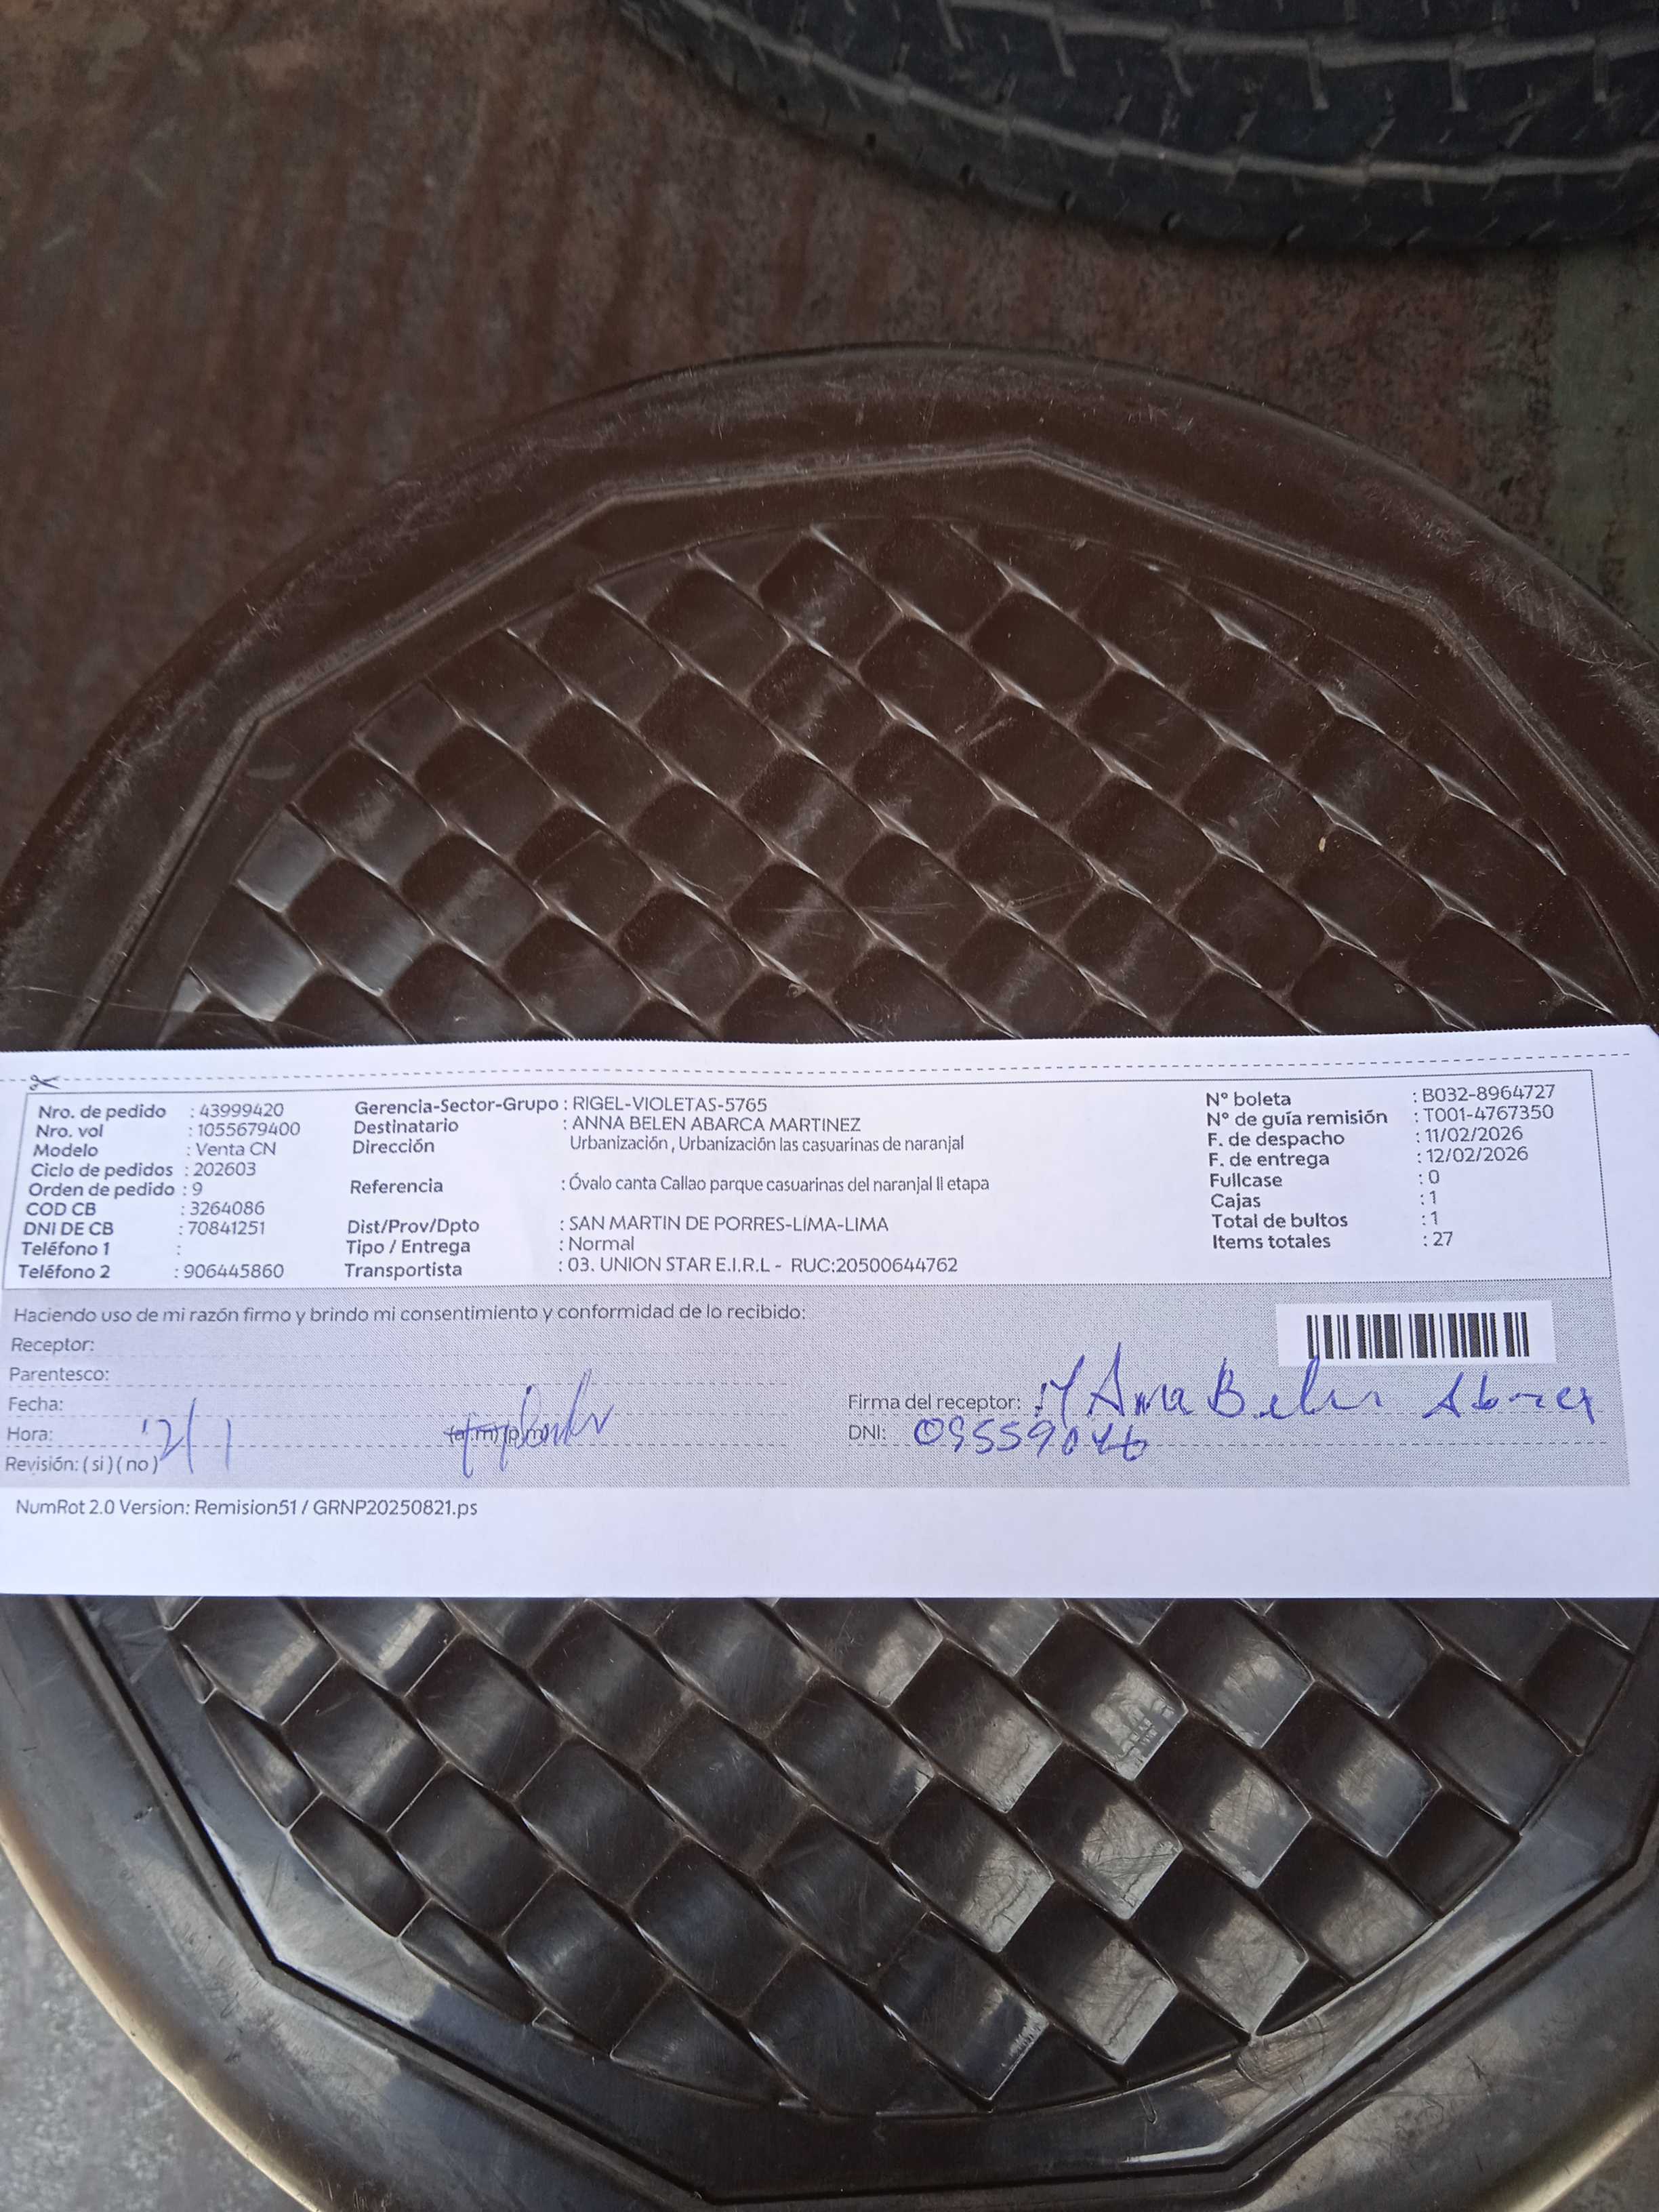 Nro. de pedido : 43999420
Nro. vol : 1055679400
Modelo : Venta CN
Ciclo de pedidos : 202603
Orden de pedido : 9
COD CB : 3264086
DNI DE CB : 70841251
Teléfono 1 :
Teléfono 2 : 906445860
Gerencia-Sector-Grupo : RIGEL-VIOLETAS-5765
Destinatario : ANNA BELEN ABARCA MARTINEZ
Dirección Urbanización , Urbanización las casuarinas de naranjal
Referencia : Óvalo canta Callao parque casuarinas del naranjal II etapa
Dist/Prov/Dpto : SAN MARTIN DE PORRES-LIMA-LIMA
Tipo / Entrega : Normal
Transportista : 03. UNION STAR E.I.R.L - RUC:20500644762
N° boleta : B032-8964727
N° de guía remisión : T001-4767350
F. de despacho : 11/02/2026
F. de entrega : 12/02/2026
Fullcase : 0
Cajas : 1
Total de bultos : 1
Items totales : 27
Haciendo uso de mi razón firmo y brindo mi consentimiento y conformidad de lo recibido:
Receptor:
Parentesco:
Fecha:
Hora: (a.m) (p.m)
Revisión: ( si ) ( no )
Firma del receptor:
DNI:
NumRot 2.0 Version: Remision51 / GRNP20250821.ps